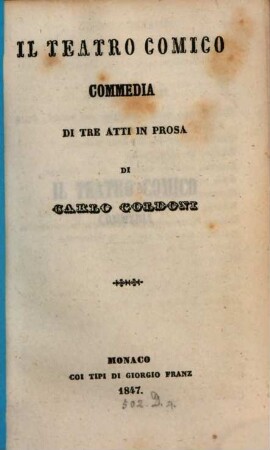 IL TEATRO COMICO
COMMEDIA
DI TRE ATTI IN PROSA
DI
CARLO GOLDONI
MONACO
COI TIPI DI GIORGIO FRANZ
1847.